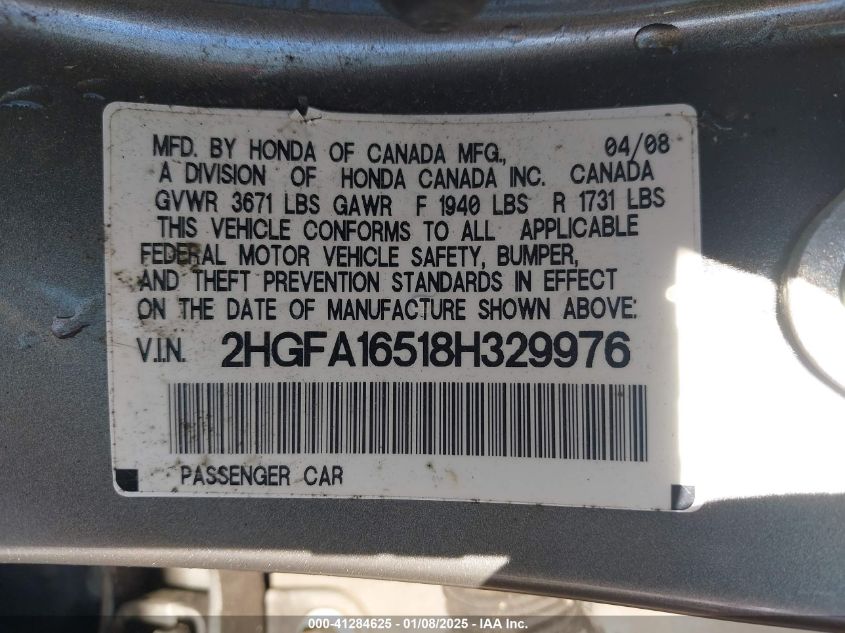 MFD. BY HONDA OF CANADA MFG., 04/08
A DIVISION OF HONDA CANADA INC. CANADA
GVWR 3671 LBS GAWR F 1940 LBS R 1731 LBS
THIS VEHICLE CONFORMS TO ALL APPLICABLE
FEDERAL MOTOR VEHICLE SAFETY, BUMPER,
AND THEFT PREVENTION STANDARDS IN EFFECT
ON THE DATE OF MANUFACTURE SHOWN ABOVE:
V.I.N. 2HGFA16518H329976
PASSENGER CAR
000-41284625 - 01/08/2025 - IAA Inc.